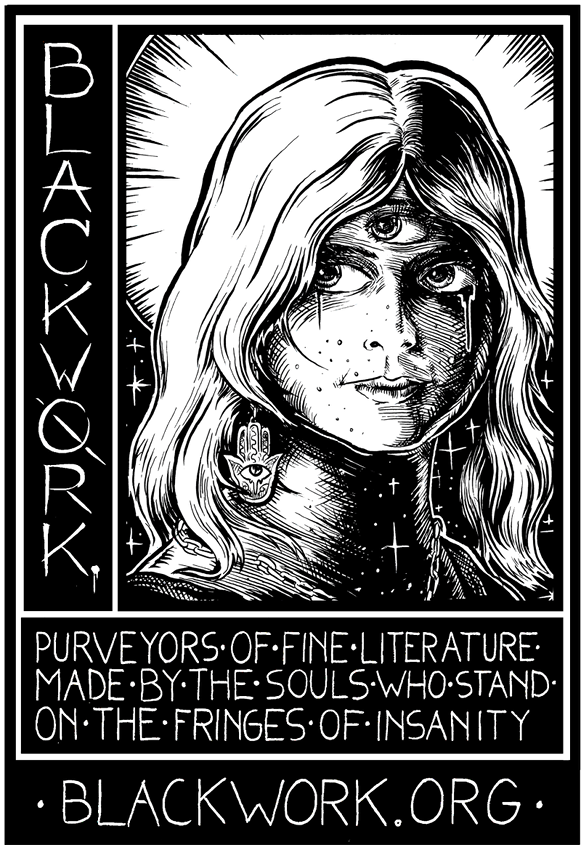 BLACKWORK.
PURVEYORS·OF·FINE·LITERATURE·
MADE·BY·THE·SOULS·WHO·STAND·
ON·THE·FRINGES·OF·INSANITY
·BLACKWORK.ORG·